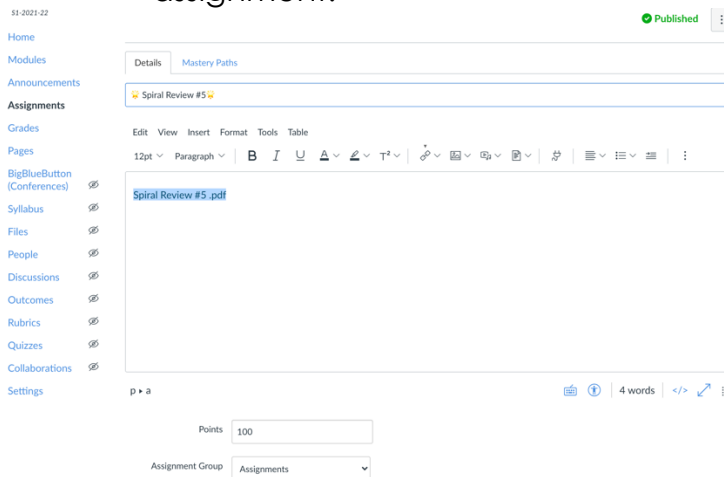 assignment.
S1-2021-22
Published
Home
Modules
Announcements
Assignments
Grades
Pages
BigBlueButton
(Conferences)
Syllabus
Files
People
Discussions
Outcomes
Rubrics
Quizzes
Collaborations
Settings
Details Mastery Paths
Spiral Review #5
Edit View Insert Format Tools Table
12pt Paragraph B I U A T²
Spiral Review #5 .pdf
p ▸ a
4 words </>
Points 100
Assignment Group Assignments